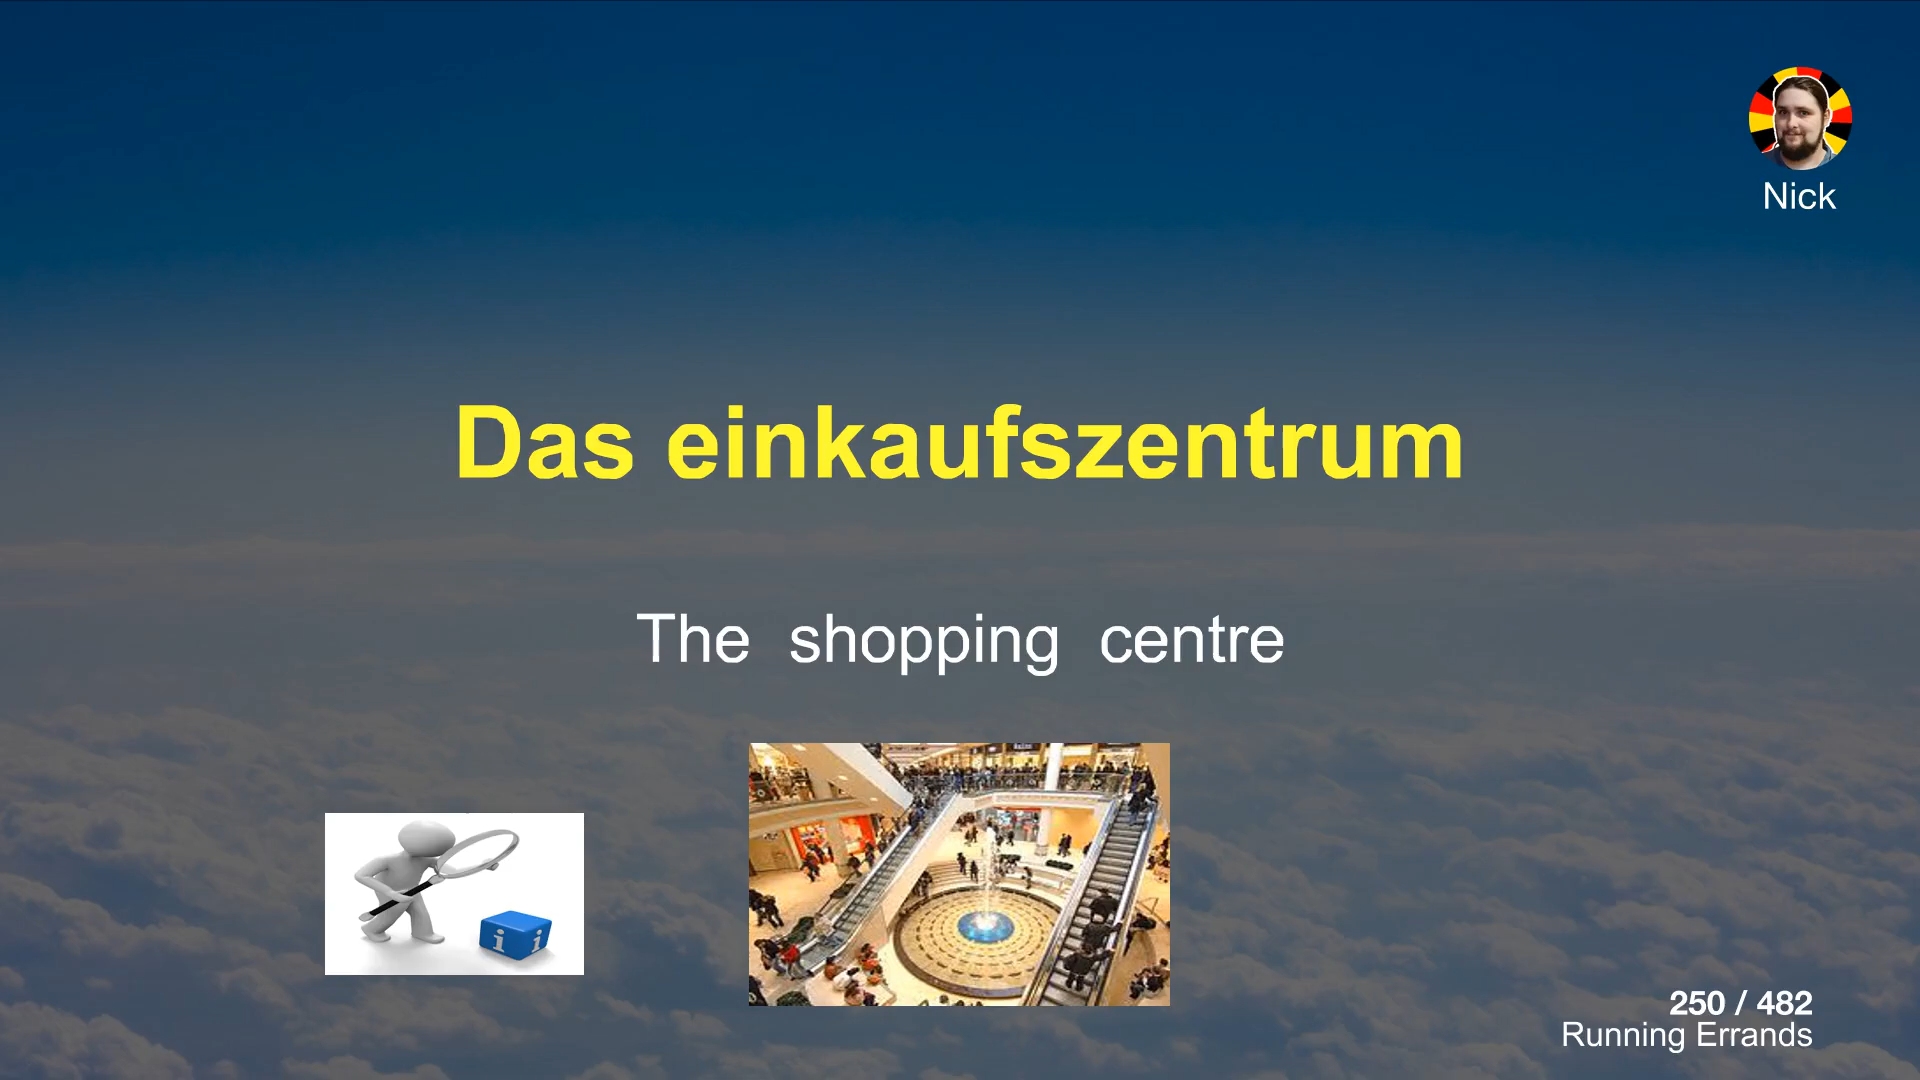 Nick
Das einkaufszentrum
The shopping centre
i i
250 / 482
Running Errands